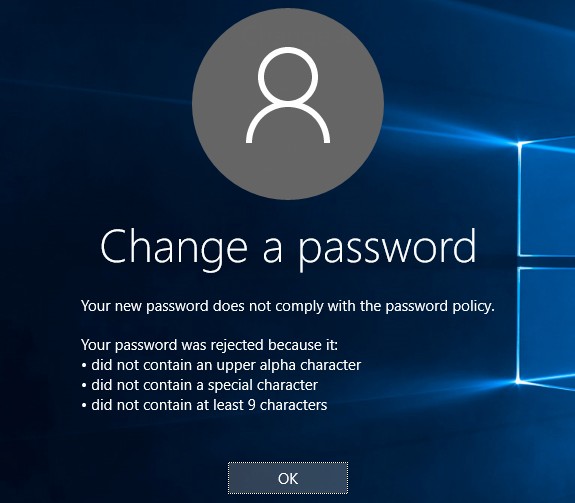 Change a password
Your new password does not comply with the password policy.
Your password was rejected because it:
• did not contain an upper alpha character
• did not contain a special character
• did not contain at least 9 characters
OK